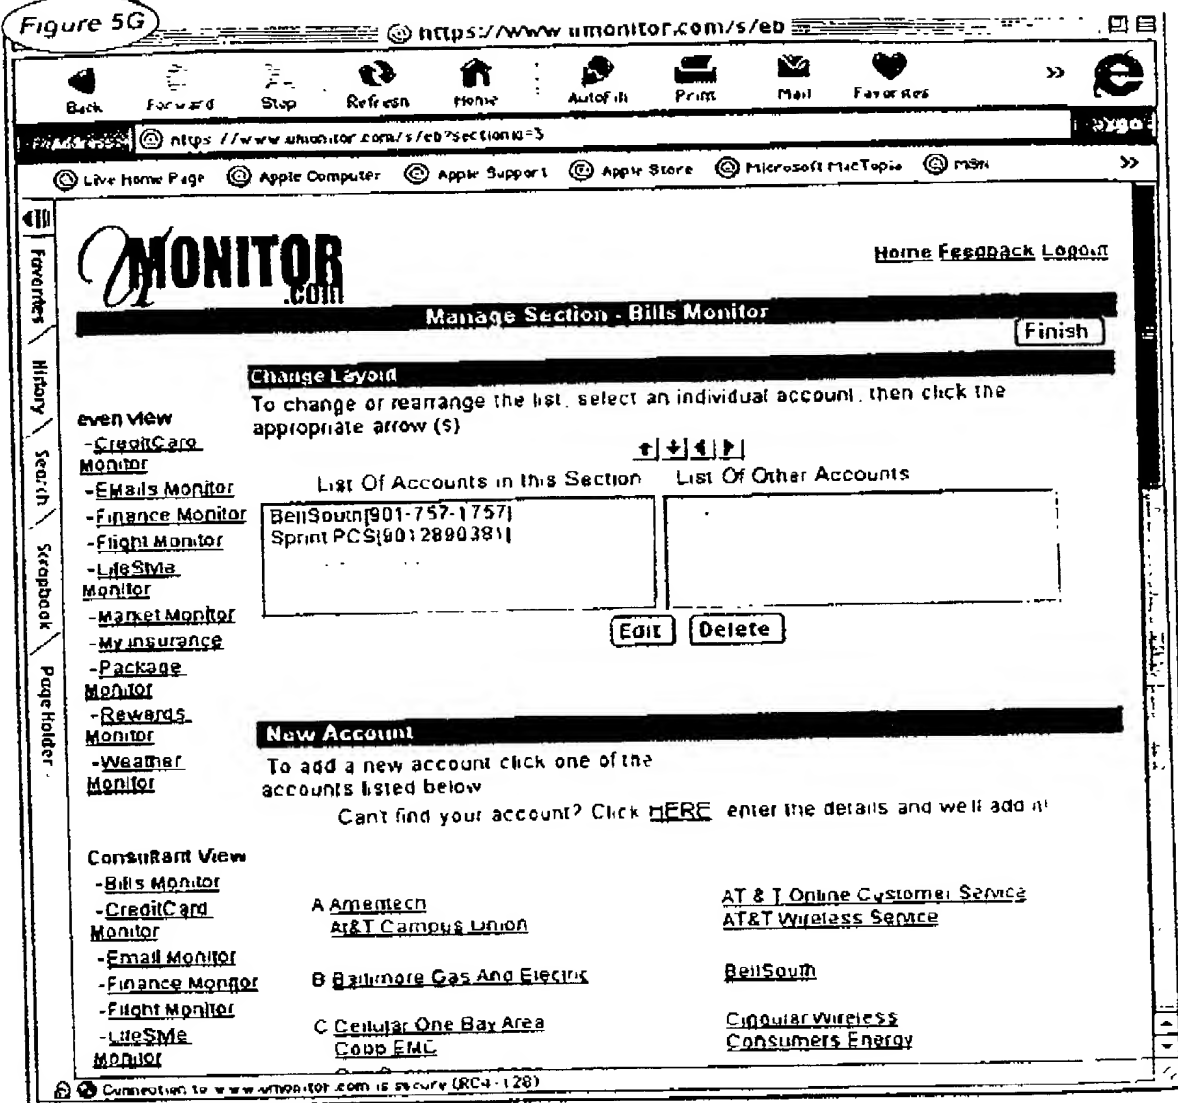 Figure 5G
https://www.umonitor.com/s/eb
Back Forward Stop Refresh Home AutoFill Print Mail Favorites >>
Address: https://www.umonitor.com/s/eb?sectionid=3 go
Live Home Page Apple Computer Apple Support Apple Store Microsoft MacTopia MSN >>
Favorites
History
Search
Scrapbook
Page Holder
UMONITOR
.com
Home Feedback Logout
Manage Section - Bills Monitor
Finish
Change Layout
To change or rearrange the list, select an individual account, then click the
appropriate arrow (s)
List Of Accounts in this Section List Of Other Accounts
BellSouth[901-757-1757]
Sprint PCS[9012890381]
Edit Delete
even view
-CreditCard
Monitor
-EMails Monitor
-Finance Monitor
-Flight Monitor
-LifeStyle
Monitor
-Market Monitor
-My insurance
-Package
Monitor
-Rewards
Monitor
-Weather
Monitor
New Account
To add a new account click one of the
accounts listed below
Can't find your account? Click HERE enter the details and we'll add it!
Consultant View
-Bills Monitor
-CreditCard
Monitor
-Email Monitor
-Finance Monitor
-Flight Monitor
-LifeStyle
Monitor
A Ameritech AT & T Online Customer Service
At&T Campus Union AT&T Wireless Service
B Baltimore Gas And Electric BellSouth
C Cellular One Bay Area Cingular Wireless
Cobb EMC Consumers Energy
Connection to www.umonitor.com is secure (RC4-128)